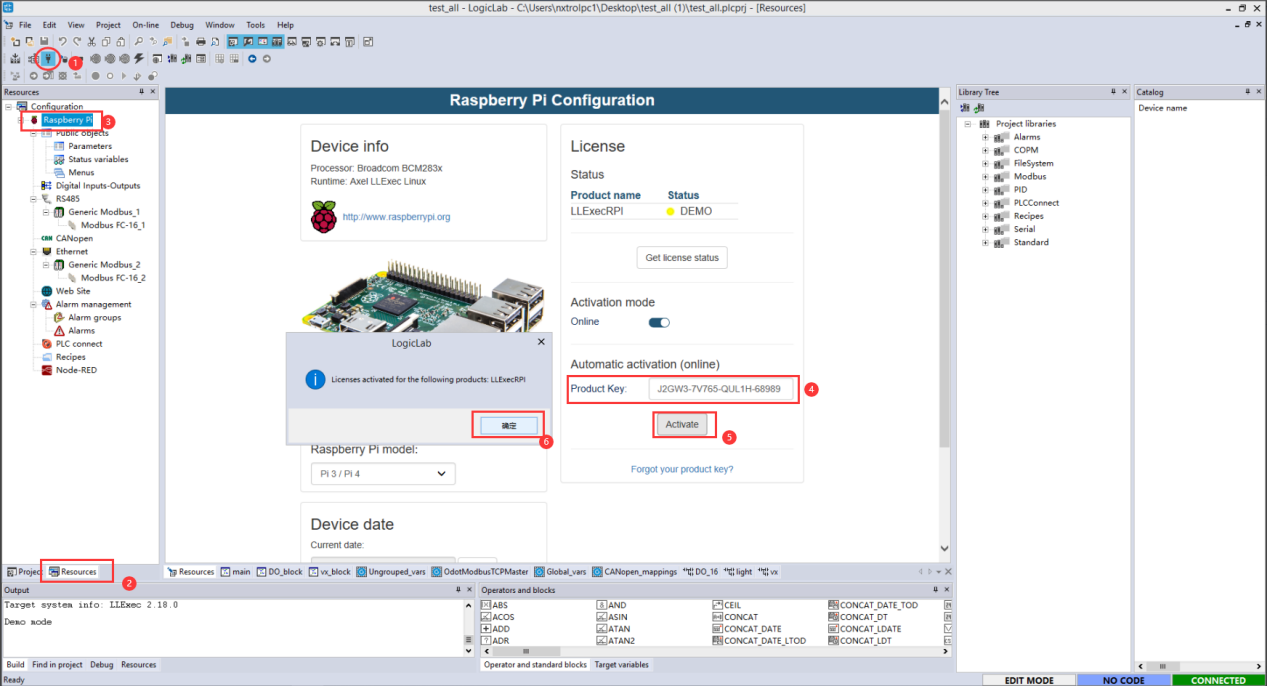 test_all - LogicLab - C:\Users\nxtrolpc1\Desktop\test_all (1)\test_all.plcprj - [Resources]
File Edit View Project On-line Debug Window Tools Help
1
Resources
Configuration
Raspberry Pi
3
Public objects
Parameters
Status variables
Menus
Digital Inputs-Outputs
RS485
Generic Modbus_1
Modbus FC-16_1
CAN CANopen
Ethernet
Generic Modbus_2
Modbus FC-16_2
Web Site
Alarm management
Alarm groups
Alarms
PLC connect
Recipes
Node-RED
Project Resources
2
Raspberry Pi Configuration
Device info
Processor: Broadcom BCM283x
Runtime: Axel LLExec Linux
http://www.raspberrypi.org
Raspberry Pi model:
Pi 3 / Pi 4
Device date
Current date:
License
Status
Product name Status
LLExecRPI DEMO
Get license status
Activation mode
Online
Automatic activation (online)
Product Key: J2GW3-7V765-QUL1H-68989
4
Activate
5
Forgot your product key?
LogicLab
Licenses activated for the following products: LLExecRPI
确定
6
Resources main DO_block vx_block Ungrouped_vars OdotModbusTCPMaster Global_vars CANopen_mappings DO_16 light vx
Library Tree
Project libraries
Alarms
COPM
FileSystem
Modbus
PID
PLCConnect
Recipes
Serial
Standard
Catalog
Device name
Output
Target system info: LLExec 2.18.0
Demo mode
Build Find in project Debug Resources
Operators and blocks
ABS AND CEIL CONCAT_DATE_TOD
ACOS ASIN CONCAT CONCAT_DT
ADD ATAN CONCAT_DATE CONCAT_LDATE
ADR ATAN2 CONCAT_DATE_LTOD CONCAT_LDT
Operator and standard blocks Target variables
Ready
EDIT MODE NO CODE CONNECTED